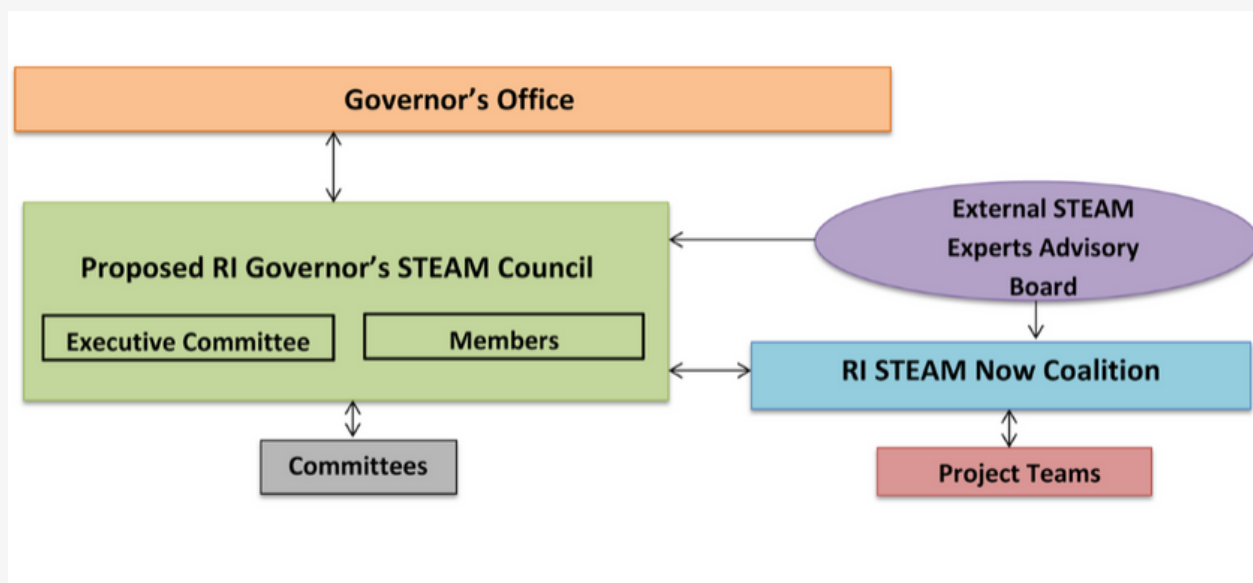 Governor’s Office
Proposed RI Governor’s STEAM Council
Executive Committee
Members
External STEAM
Experts Advisory
Board
RI STEAM Now Coalition
Committees
Project Teams